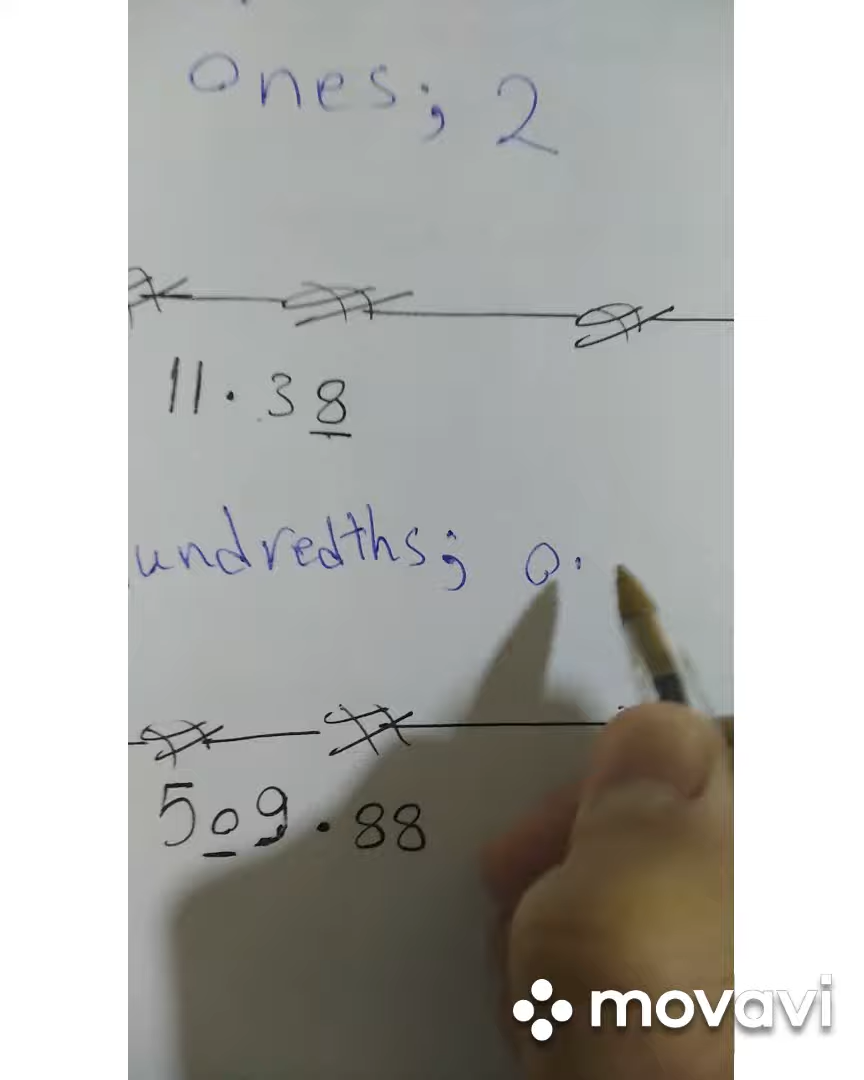 ones; 2
11.38
undredths; 0.
509.88
movavi